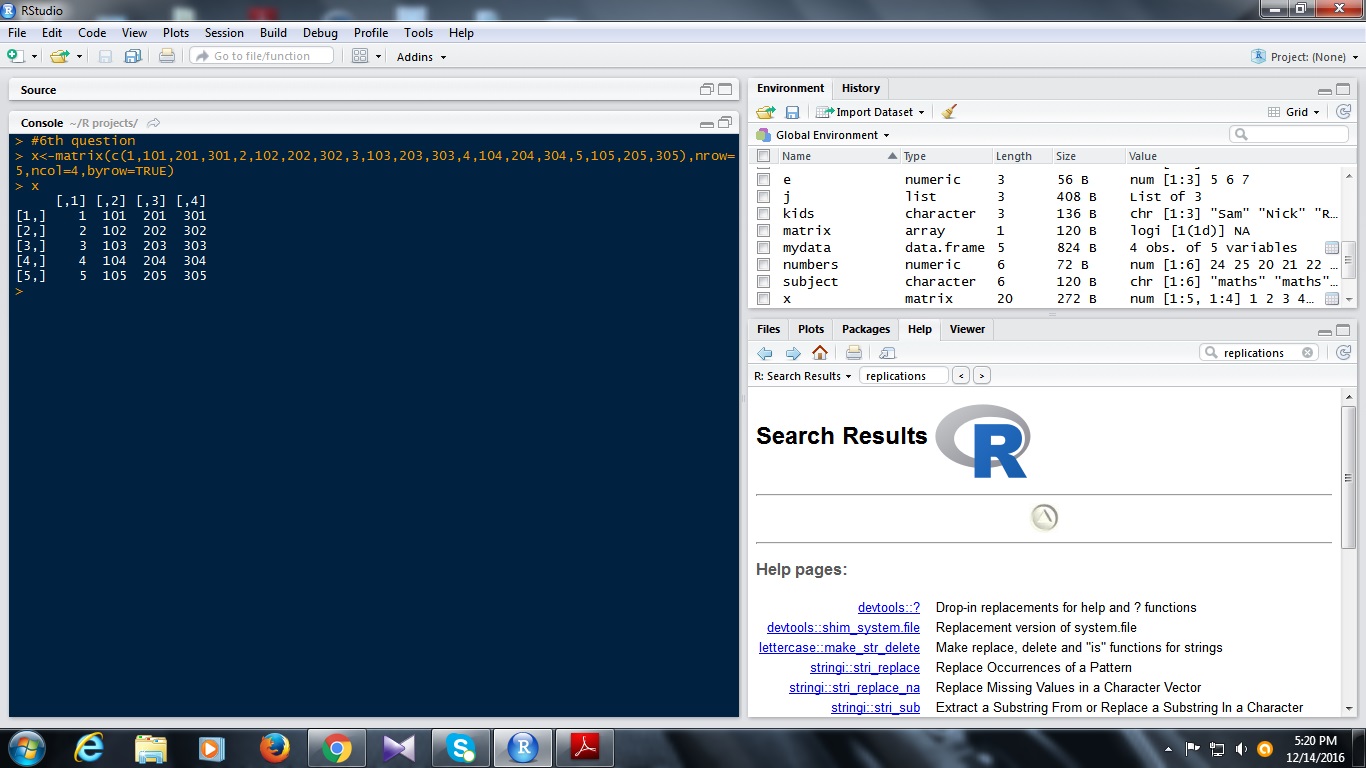 RStudio
File Edit Code View Plots Session Build Debug Profile Tools Help
Go to file/function Addins Project: (None)
Source
Console ~/R projects/
> #6th question
> x<-matrix(c(1,101,201,301,2,102,202,302,3,103,203,303,4,104,204,304,5,105,205,305),nrow=
5,ncol=4,byrow=TRUE)
> x
[,1] [,2] [,3] [,4]
[1,] 1 101 201 301
[2,] 2 102 202 302
[3,] 3 103 203 303
[4,] 4 104 204 304
[5,] 5 105 205 305
>
Environment History
Import Dataset Grid
Global Environment
Name Type Length Size Value
e numeric 3 56 B num [1:3] 5 6 7
j list 3 408 B List of 3
kids character 3 136 B chr [1:3] "Sam" "Nick" "R…
matrix array 1 120 B logi [1(1d)] NA
mydata data.frame 5 824 B 4 obs. of 5 variables
numbers numeric 6 72 B num [1:6] 24 25 20 21 22 …
subject character 6 120 B chr [1:6] "maths" "maths"…
x matrix 20 272 B num [1:5, 1:4] 1 2 3 4…
Files Plots Packages Help Viewer
replications
R: Search Results replications < >
Search Results R
Help pages:
devtools::? Drop-in replacements for help and ? functions
devtools::shim_system.file Replacement version of system.file
lettercase::make_str_delete Make replace, delete and "is" functions for strings
stringi::stri_replace Replace Occurrences of a Pattern
stringi::stri_replace_na Replace Missing Values in a Character Vector
stringi::stri_sub Extract a Substring From or Replace a Substring In a Character
5:20 PM
12/14/2016